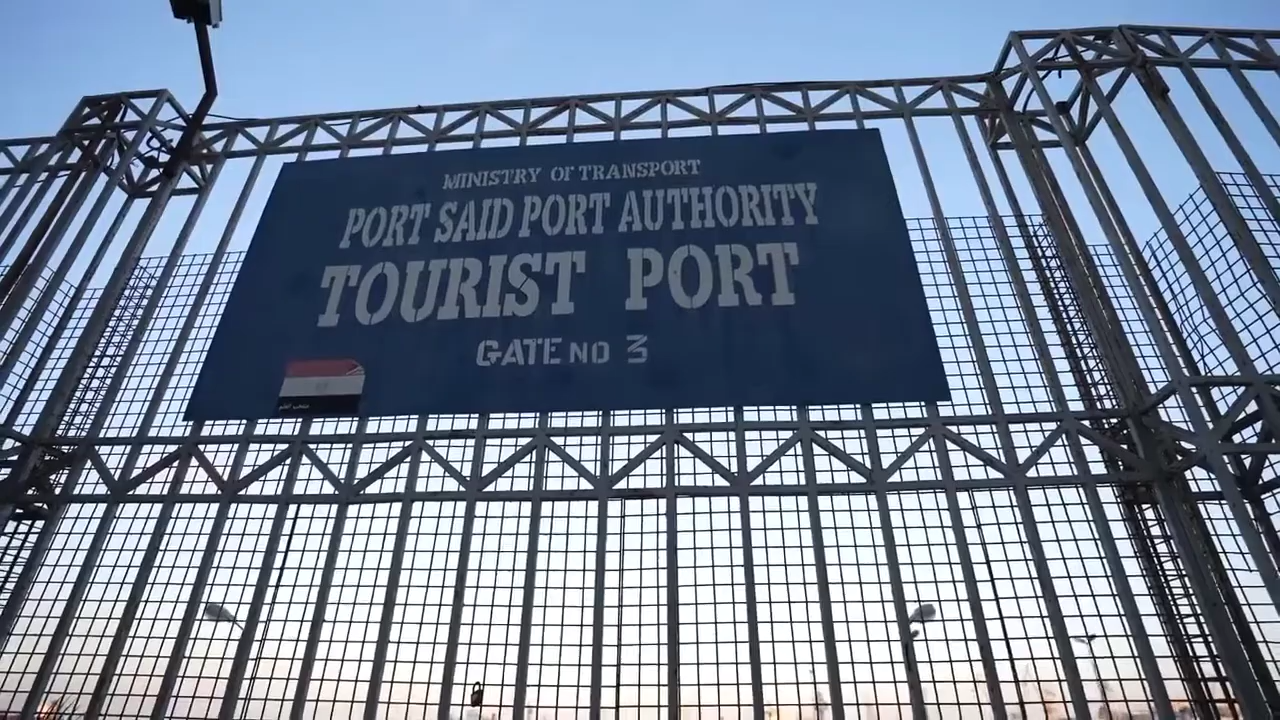 MINISTRY OF TRANSPORT
PORT SAID PORT AUTHORITY
TOURIST PORT
GATE NO 3